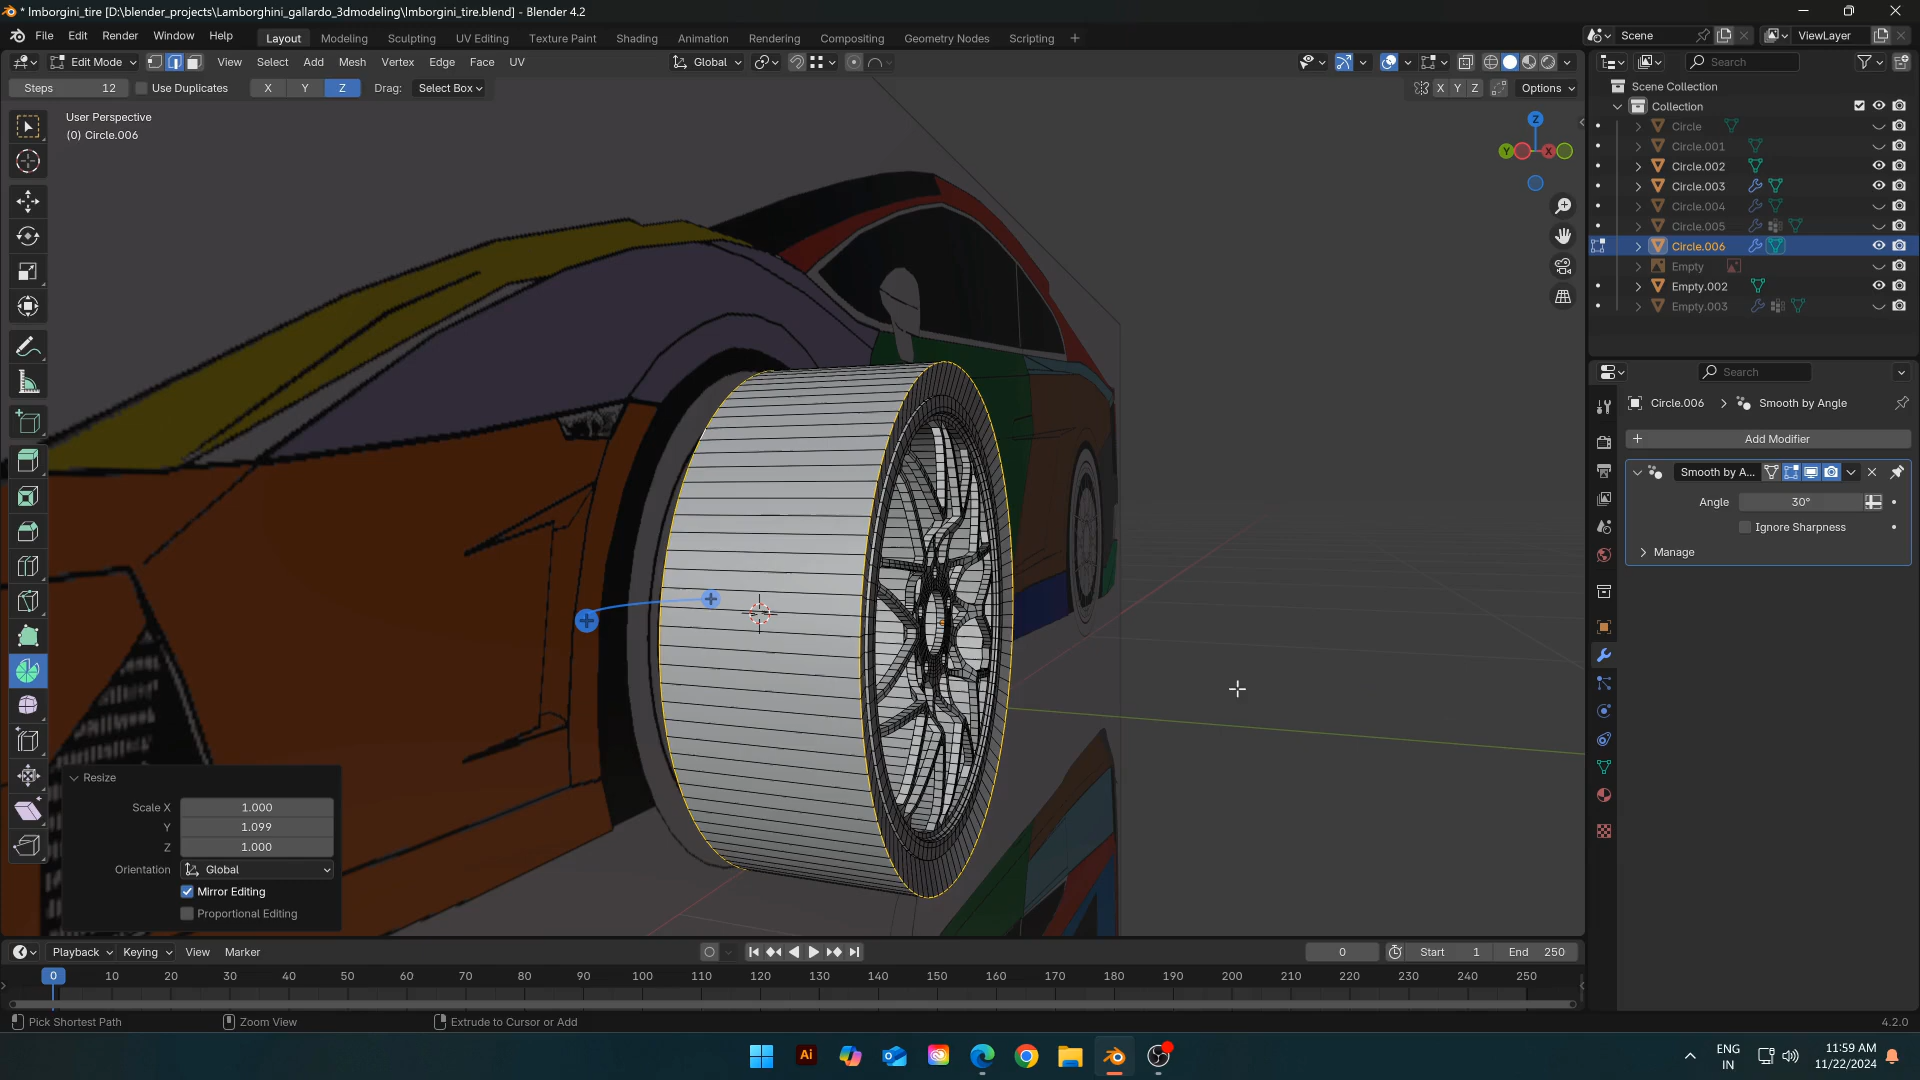 * lmborgini_tire [D:\blender_projects\Lamborghini_gallardo_3dmodeling\lmborgini_tire.blend] - Blender 4.2
File Edit Render Window Help
Layout Modeling Sculpting UV Editing Texture Paint Shading Animation Rendering Compositing Geometry Nodes Scripting +
Scene ViewLayer
Edit Mode View Select Add Mesh Vertex Edge Face UV Global
Search
Steps 12 Use Duplicates X Y Z Drag: Select Box X Y Z Options
User Perspective
(0) Circle.006
Scene Collection
Collection
Circle
Circle.001
Circle.002
Circle.003
Circle.004
Circle.005
Circle.006
Empty
Empty.002
Empty.003
Z
Y X
Search
Circle.006 > Smooth by Angle
+ Add Modifier
Smooth by A...
Angle 30°
Ignore Sharpness
Manage
Resize
Scale X 1.000
Y 1.099
Z 1.000
Orientation Global
Mirror Editing
Proportional Editing
Playback Keying View Marker
0 Start 1 End 250
0 10 20 30 40 50 60 70 80 90 100 110 120 130 140 150 160 170 180 190 200 210 220 230 240 250
Pick Shortest Path Zoom View Extrude to Cursor or Add 4.2.0
Ai
ENG
IN
11:59 AM
11/22/2024